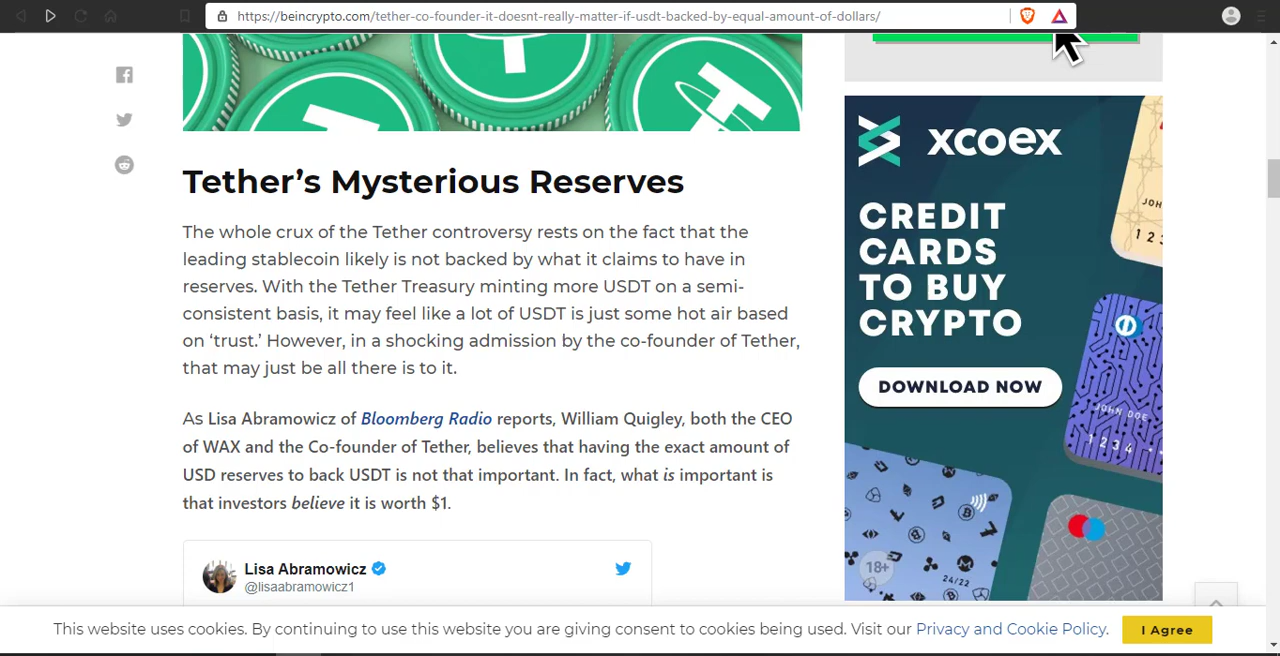 https://beincrypto.com/tether-co-founder-it-doesnt-really-matter-if-usdt-backed-by-equal-amount-of-dollars/
Tether’s Mysterious Reserves
The whole crux of the Tether controversy rests on the fact that the
leading stablecoin likely is not backed by what it claims to have in
reserves. With the Tether Treasury minting more USDT on a semi-
consistent basis, it may feel like a lot of USDT is just some hot air based
on ‘trust.’ However, in a shocking admission by the co-founder of Tether,
that may just be all there is to it.
As Lisa Abramowicz of Bloomberg Radio reports, William Quigley, both the CEO
of WAX and the Co-founder of Tether, believes that having the exact amount of
USD reserves to back USDT is not that important. In fact, what is important is
that investors believe it is worth $1.
Lisa Abramowicz
@lisaabramowicz1
xcoex
CREDIT
CARDS
TO BUY
CRYPTO
DOWNLOAD NOW
JOHN DOE
1 2 3 4
24/22
18+
This website uses cookies. By continuing to use this website you are giving consent to cookies being used. Visit our Privacy and Cookie Policy.
I Agree